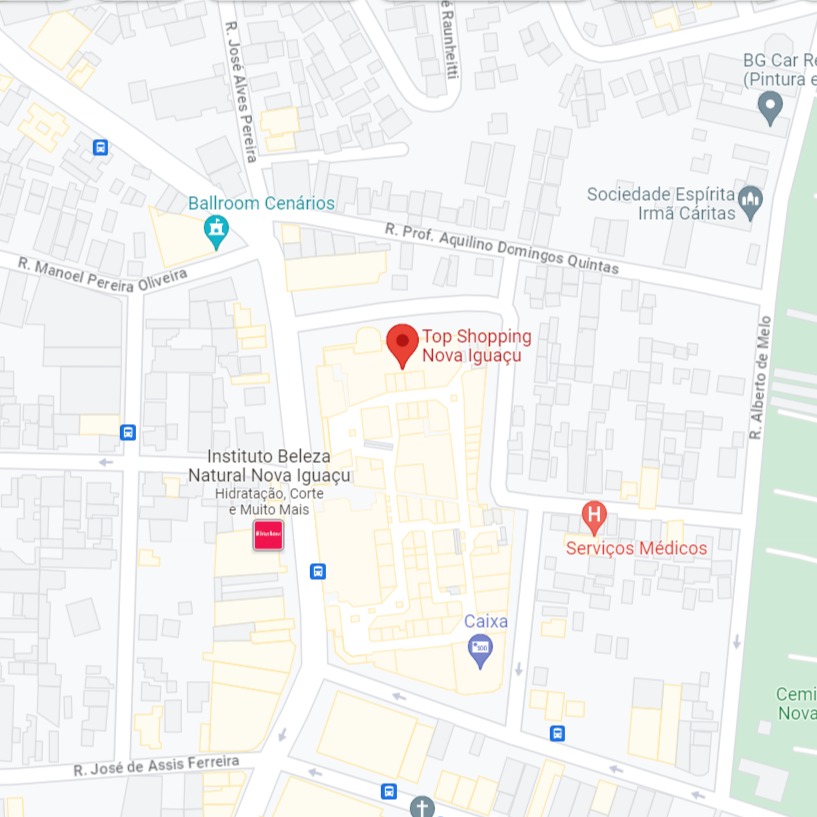 R. José Alves Pereira
é Raunheitti
BG Car Re
(Pintura e
Ballroom Cenários
Sociedade Espírita
Irmã Cáritas
R. Prof. Aquilino Domingos Quintas
R. Manoel Pereira Oliveira
Top Shopping
Nova Iguaçu
R. Alberto de Melo
Instituto Beleza
Natural Nova Iguaçu
Hidratação, Corte
e Muito Mais
H
Serviços Médicos
Caixa
Cemi
Nova
R. José de Assis Ferreira